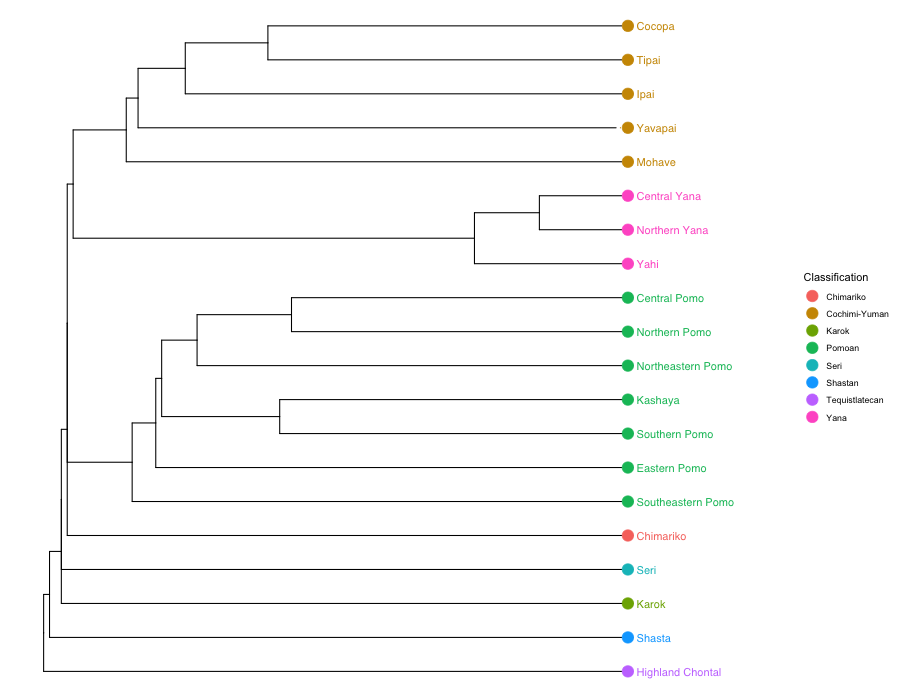 Cocopa
Tipai
Ipai
Yavapai
Mohave
Central Yana
Northern Yana
Yahi
Central Pomo
Northern Pomo
Northeastern Pomo
Kashaya
Southern Pomo
Eastern Pomo
Southeastern Pomo
Chimariko
Seri
Karok
Shasta
Highland Chontal
Classification
Chimariko
Cochimi-Yuman
Karok
Pomoan
Seri
Shastan
Tequistlatecan
Yana